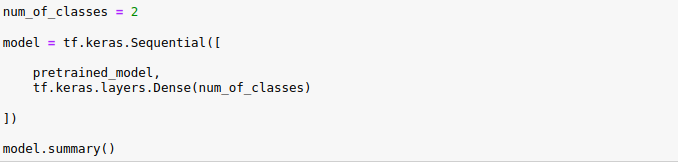 num_of_classes = 2
model = tf.keras.Sequential([
    pretrained_model,
    tf.keras.layers.Dense(num_of_classes)
])
model.summary()